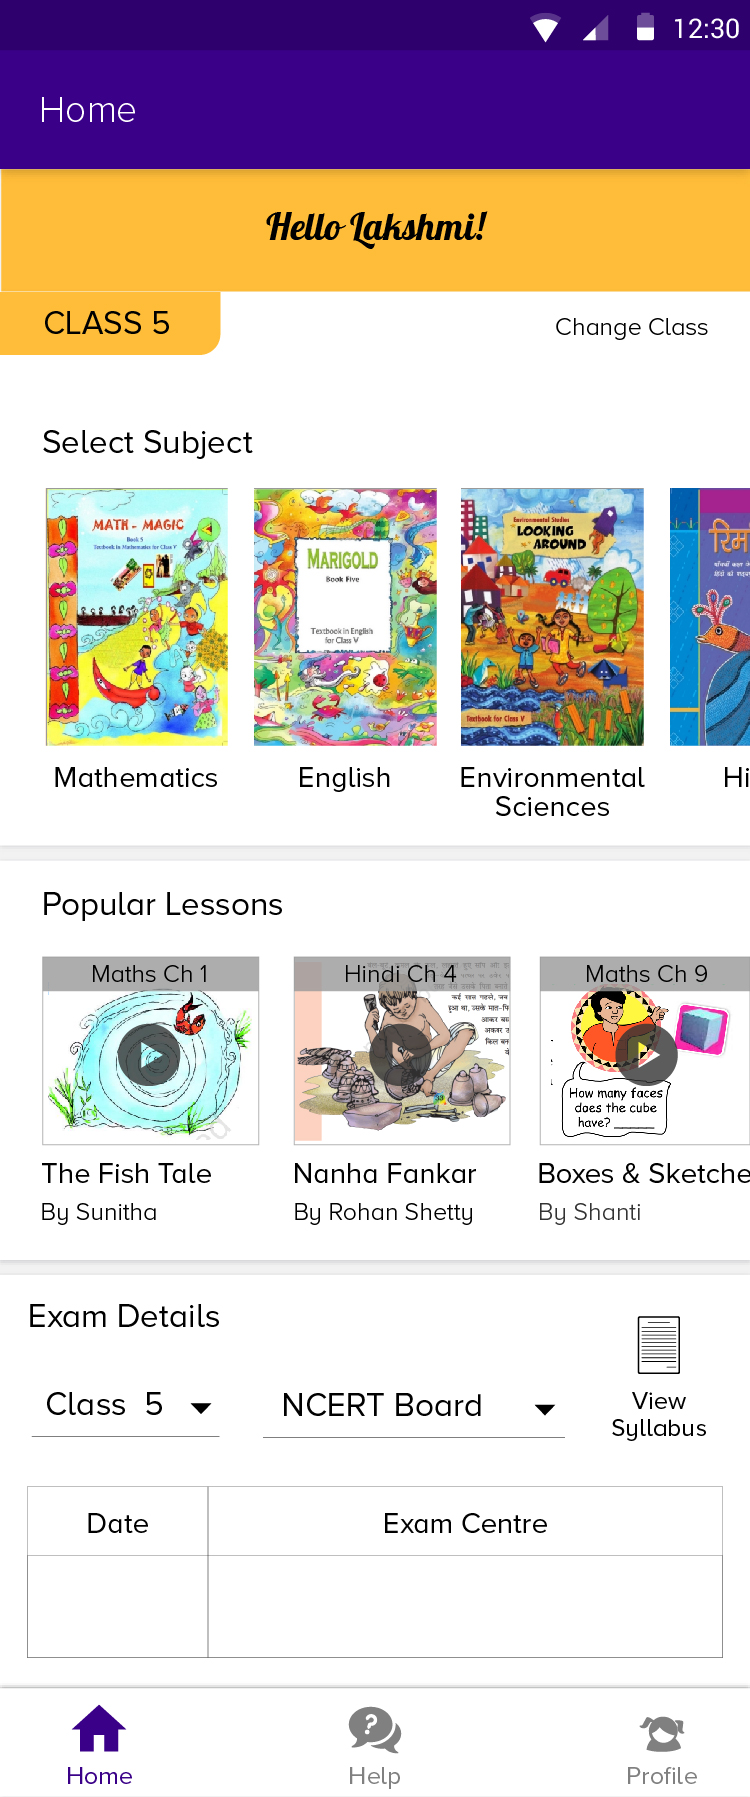 12:30
Home
Hello Lakshmi!
CLASS 5
Change Class
Select Subject
MATH - MAGIC
Book 5
Textbook in Mathematics for Class V
MARIGOLD
Book Five
Textbook in English
for Class V
Environmental Studies
LOOKING
AROUND
Textbook for Class V
रिम
Mathematics
English
Environmental
Sciences
Hi
Popular Lessons
Maths Ch 1
Hindi Ch 4
Maths Ch 9
How many faces
does the cube
have?
The Fish Tale
By Sunitha
Nanha Fankar
By Rohan Shetty
Boxes & Sketche
By Shanti
Exam Details
Class 5
NCERT Board
View
Syllabus
Date
Exam Centre
Home
Help
Profile